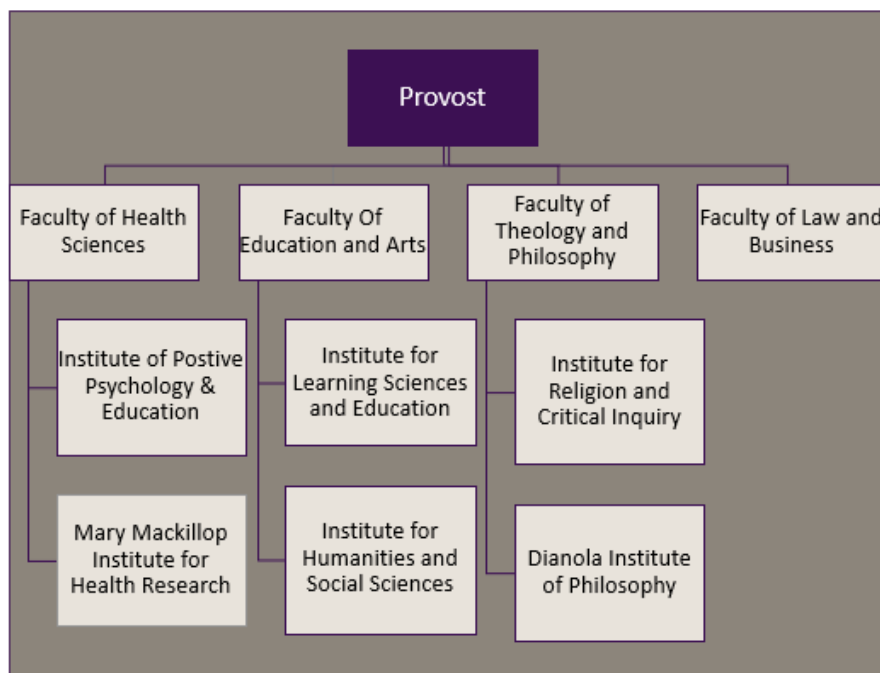 Provost
Faculty of Health
Sciences
Faculty Of
Education and Arts
Faculty of
Theology and
Philosophy
Faculty of Law and
Business
Institute of Postive
Psychology &
Education
Institute for
Learning Sciences
and Education
Institute for
Religion and
Critical Inquiry
Mary Mackillop
Institute for
Health Research
Institute for
Humanities and
Social Sciences
Dianola Institute
of Philosophy